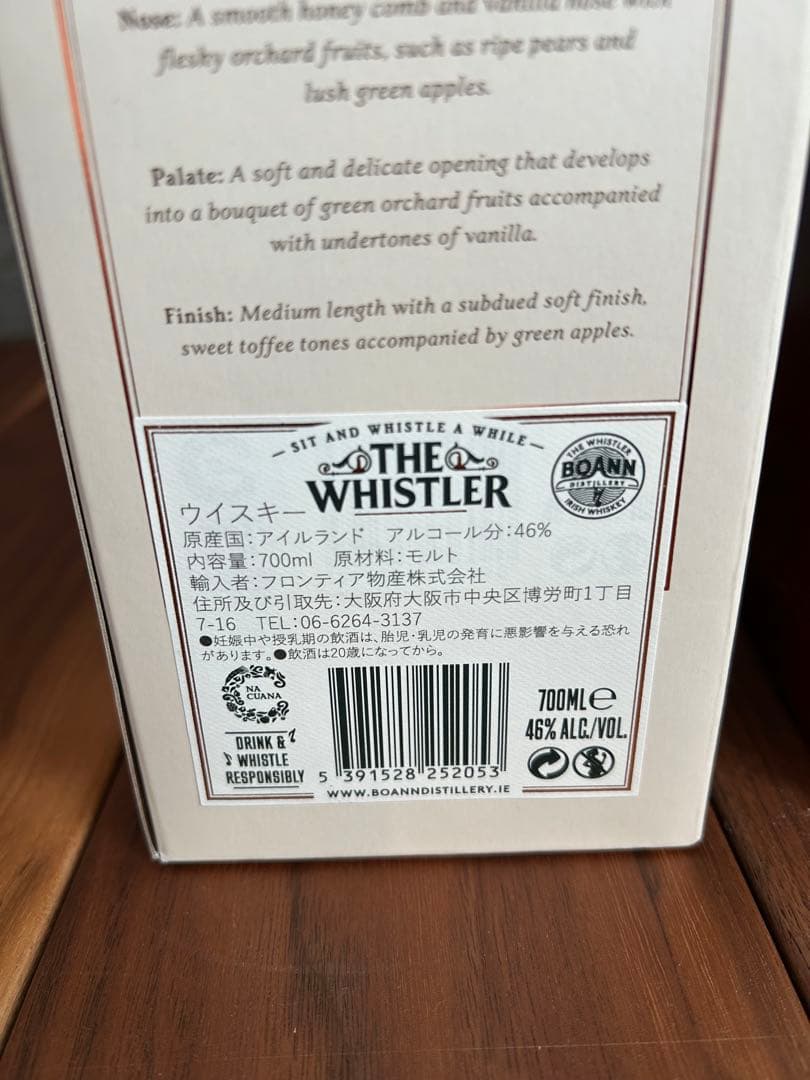 Nose: A smooth honey comb and vanilla nose with
fleshy orchard fruits, such as ripe pears and
lush green apples.
Palate: A soft and delicate opening that develops
into a bouquet of green orchard fruits accompanied
with undertones of vanilla.
Finish: Medium length with a subdued soft finish,
sweet toffee tones accompanied by green apples.
SIT AND WHISTLE A WHILE
THE
WHISTLER
THE WHISTLER
BOANN
DISTILLERY
IRISH WHISKEY
ウイスキー
原産国:アイルランド アルコール分:46%
内容量:700ml 原材料:モルト
輸入者:フロンティア物産株式会社
住所及び引取先:大阪府大阪市中央区博労町1丁目
7-16 TEL:06-6264-3137
●妊娠中や授乳期の飲酒は、胎児・乳児の発育に悪影響を与える恐れ
があります。●飲酒は20歳になってから。
NA
CUANA
DRINK &
WHISTLE
RESPONSIBLY
5 391528 252053
WWW.BOANNDISTILLERY.IE
700ML e
46% ALC./VOL.